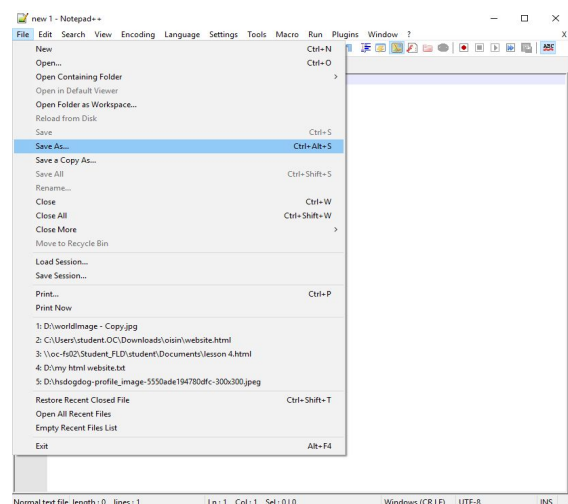 new 1 - Notepad++
File Edit Search View Encoding Language Settings Tools Macro Run Plugins Window ? X
ABC
New Ctrl+N
Open... Ctrl+O
Open Containing Folder >
Open in Default Viewer
Open Folder as Workspace...
Reload from Disk
Save Ctrl+S
Save As... Ctrl+Alt+S
Save a Copy As...
Save All Ctrl+Shift+S
Rename...
Close Ctrl+W
Close All Ctrl+Shift+W
Close More >
Move to Recycle Bin
Load Session...
Save Session...
Print... Ctrl+P
Print Now
1: D:\worldImage - Copy.jpg
2: C:\Users\student.OC\Downloads\oisin\website.html
3: \\oc-fs02\Student_FLD\student\Documents\lesson 4.html
4: D:\my html website.txt
5: D:\hsdogdog-profile_image-5550ade194780dfc-300x300.jpeg
Restore Recent Closed File Ctrl+Shift+T
Open All Recent Files
Empty Recent Files List
Exit Alt+F4
Normal text file length : 0 lines : 1 Ln : 1 Col : 1 Sel : 0 | 0 Windows (CR LF) UTF-8 INS